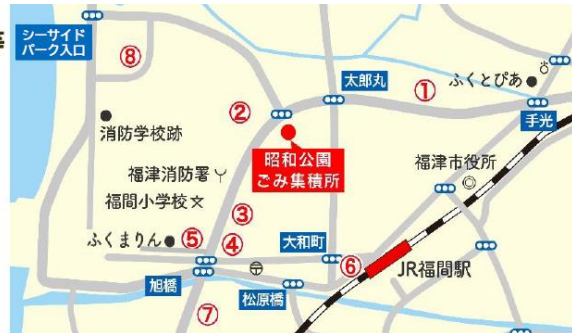 シーサイド
パーク入口
⑧
消防学校跡
②
太郎丸
①
ふくとぴあ
手光
昭和公園
ごみ集積所
福津消防署
福間小学校
福津市役所
③
ふくまりん
⑤
④
大和町
⑥
JR福間駅
旭橋
松原橋
⑦